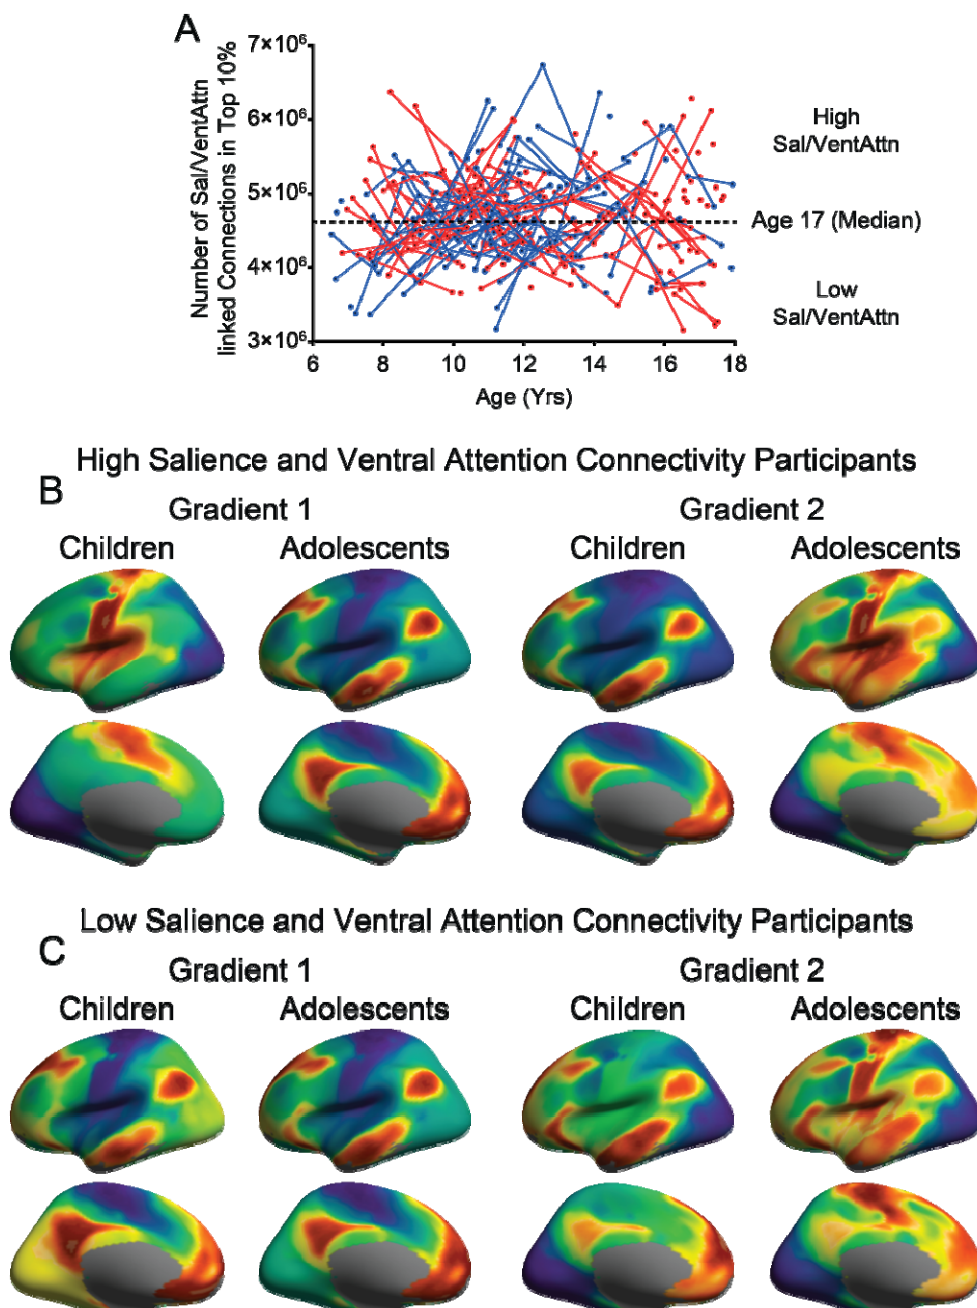 A
Number of Sal/VentAttn
linked Connections in Top 10%
7×10⁶
6×10⁶
5×10⁶
4×10⁶
3×10⁶
6 8 10 12 14 16 18
Age (Yrs)
High
Sal/VentAttn
Age 17 (Median)
Low
Sal/VentAttn
High Salience and Ventral Attention Connectivity Participants
B
Gradient 1 Gradient 2
Children Adolescents Children Adolescents
Low Salience and Ventral Attention Connectivity Participants
C
Gradient 1 Gradient 2
Children Adolescents Children Adolescents